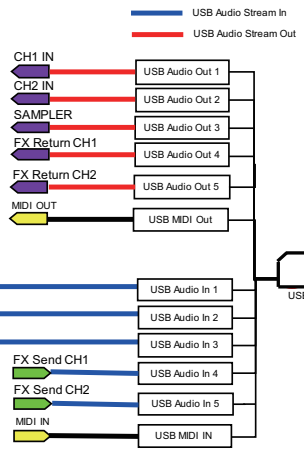 USB Audio Stream In
USB Audio Stream Out
CH1 IN
USB Audio Out 1
CH2 IN
USB Audio Out 2
SAMPLER
USB Audio Out 3
FX Return CH1
USB Audio Out 4
FX Return CH2
USB Audio Out 5
MIDI OUT
USB MIDI Out
USB
USB Audio In 1
USB Audio In 2
USB Audio In 3
FX Send CH1
USB Audio In 4
FX Send CH2
USB Audio In 5
MIDI IN
USB MIDI IN